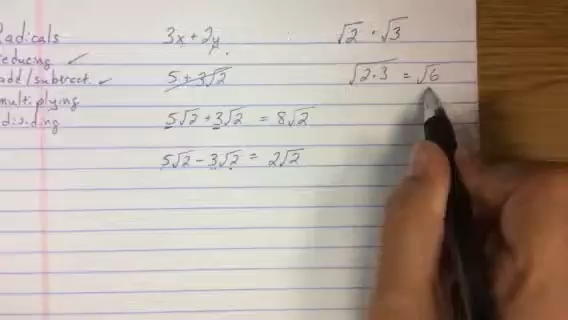 Radicals
reducing ✓
add/subtract ✓
multiplying
dividing
3x + 2y
5 + 3√2
5√2 + 3√2 = 8√2
5√2 - 3√2 = 2√2
√2 · √3
√2·3 = √6